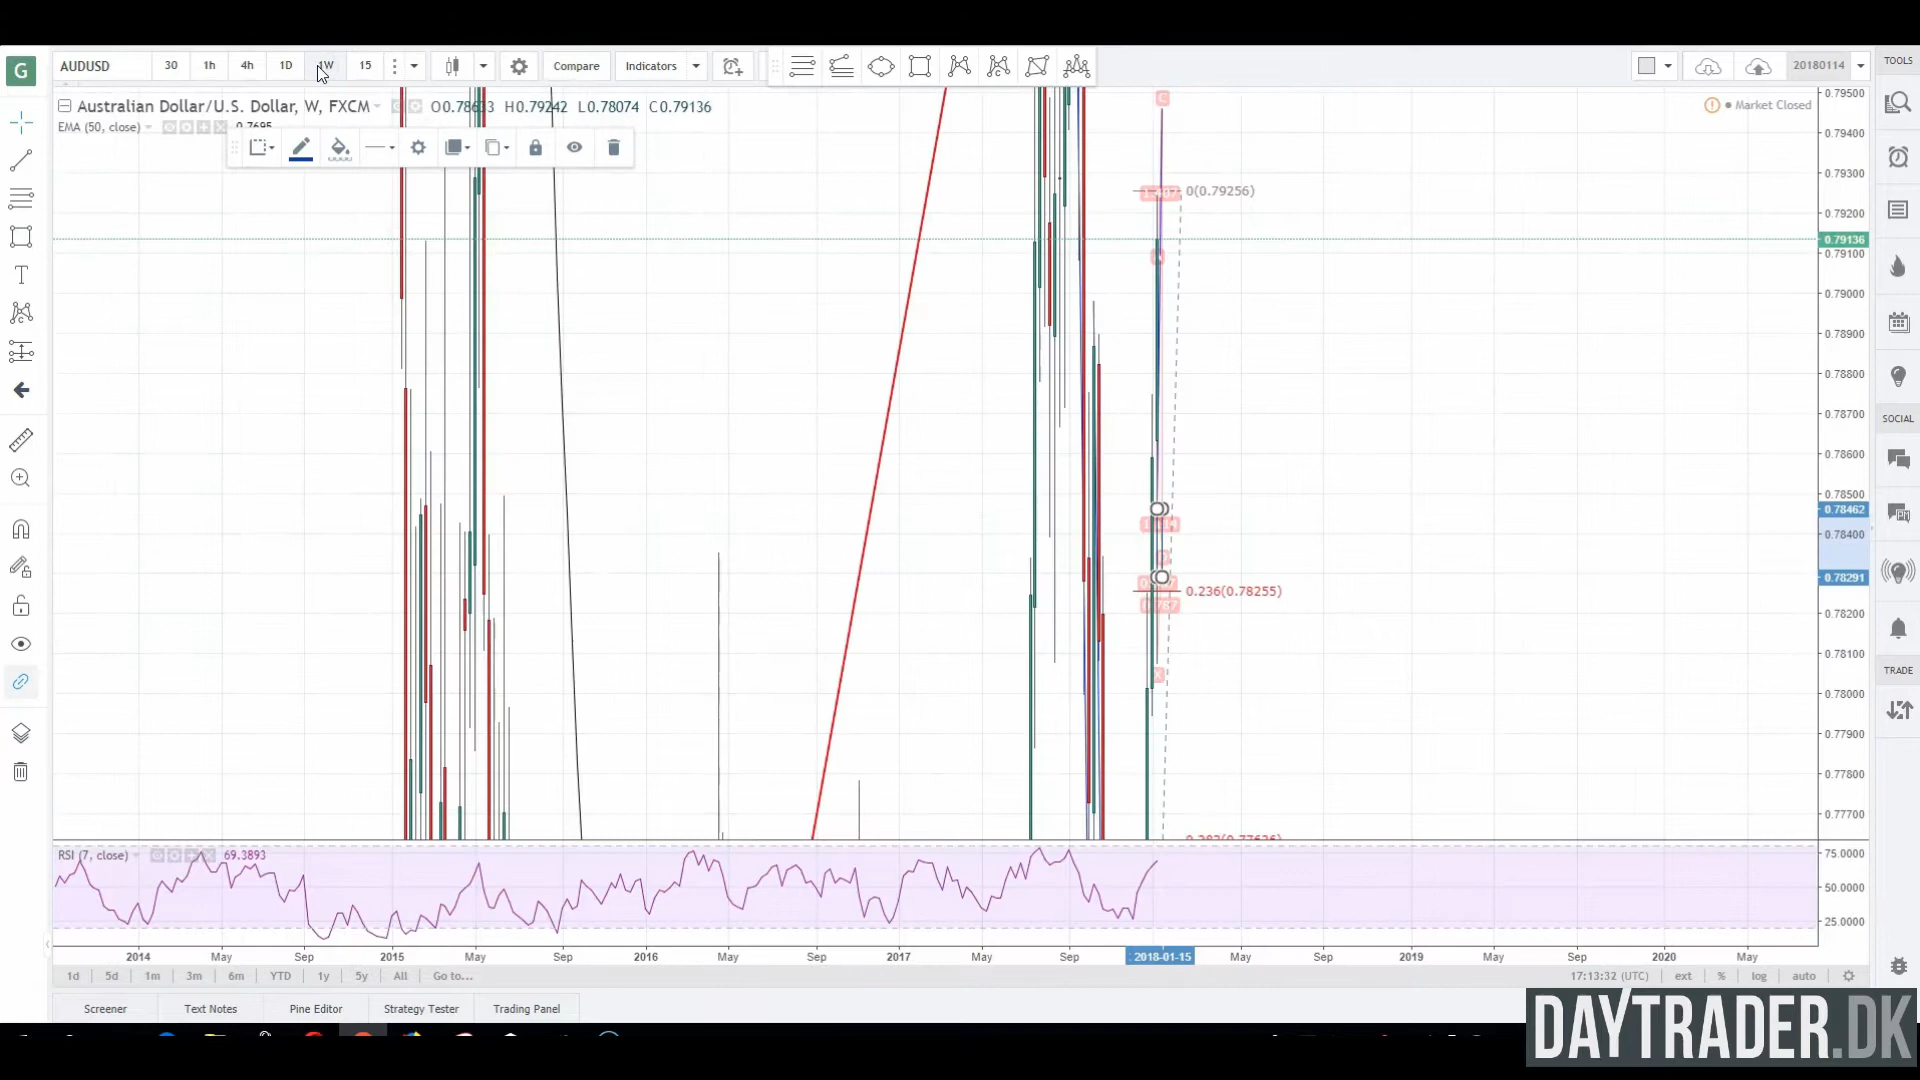 G
AUDUSD 30 1h 4h 1D 1W 15 Compare Indicators 20180114 TOOLS
Australian Dollar/U.S. Dollar, W, FXCM O0.78633 H0.79242 L0.78074 C0.79136
Market Closed
EMA (50, close) 0.7695
C
0(0.79256)
0.236(0.78255)
X
0.79500
0.79400
0.79300
0.79200
0.79136
0.79100
0.79000
0.78900
0.78800
0.78700
0.78600
0.78500
0.78462
0.78400
0.78291
0.78200
0.78100
0.78000
0.77900
0.77800
0.77700
SOCIAL
TRADE
RSI (7, close) 69.3893
75.0000
50.0000
25.0000
2014 May Sep 2015 May Sep 2016 May Sep 2017 May Sep 2018-01-15 May Sep 2019 May Sep 2020 May
1d 5d 1m 3m 6m YTD 1y 5y All Go to... 17:13:32 (UTC) ext % log auto
Screener Text Notes Pine Editor Strategy Tester Trading Panel
DAYTRADER.DK